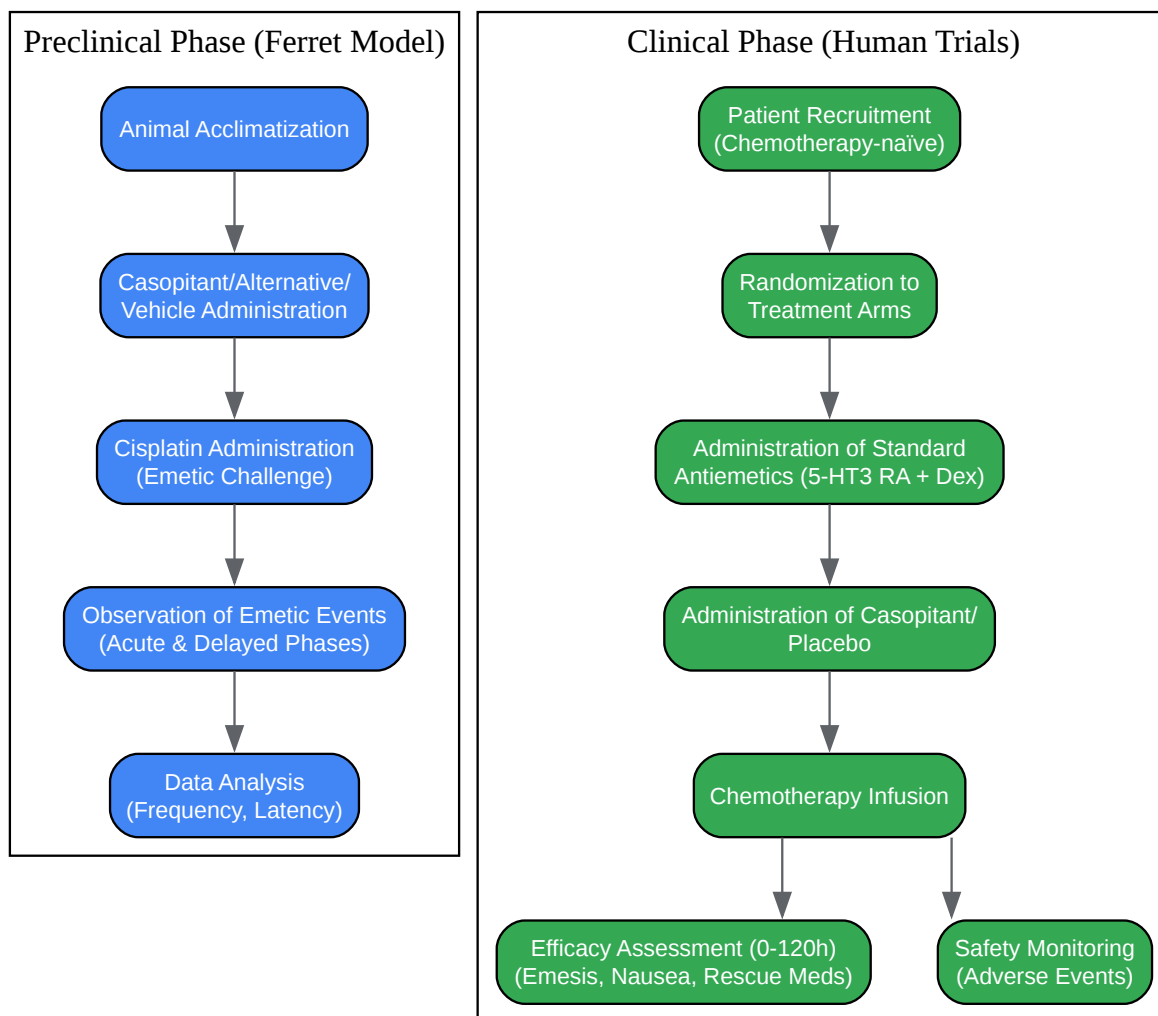 Preclinical Phase (Ferret Model)
Animal Acclimatization
Casopitant/Alternative/
Vehicle Administration
Cisplatin Administration
(Emetic Challenge)
Observation of Emetic Events
(Acute & Delayed Phases)
Data Analysis
(Frequency, Latency)
Clinical Phase (Human Trials)
Patient Recruitment
(Chemotherapy-naïve)
Randomization to
Treatment Arms
Administration of Standard
Antiemetics (5-HT3 RA + Dex)
Administration of Casopitant/
Placebo
Chemotherapy Infusion
Efficacy Assessment (0-120h)
(Emesis, Nausea, Rescue Meds)
Safety Monitoring
(Adverse Events)